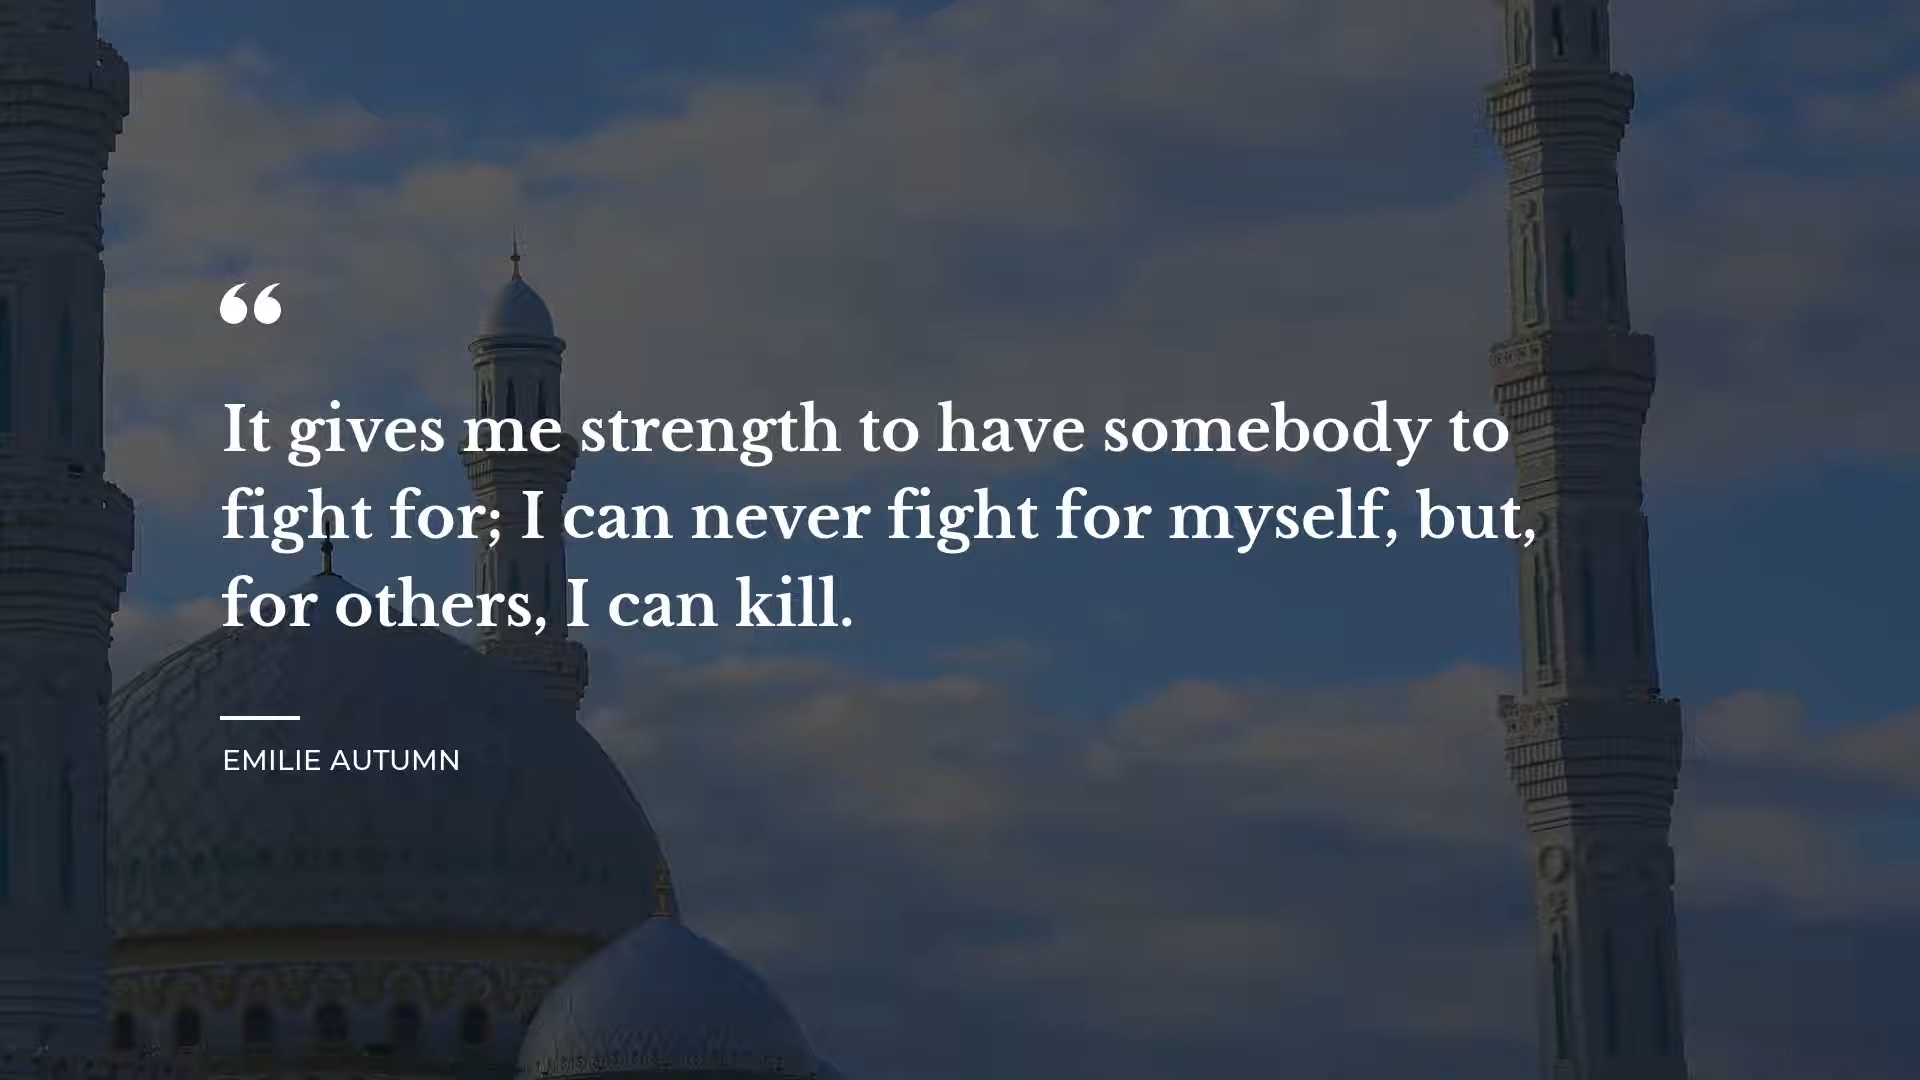 “
It gives me strength to have somebody to
fight for; I can never fight for myself, but,
for others, I can kill.
EMILIE AUTUMN